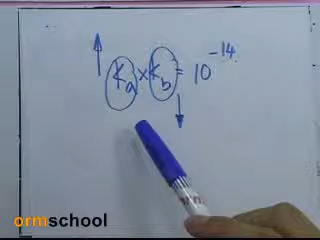 Ka × Kb = 10⁻¹⁴
ormschool